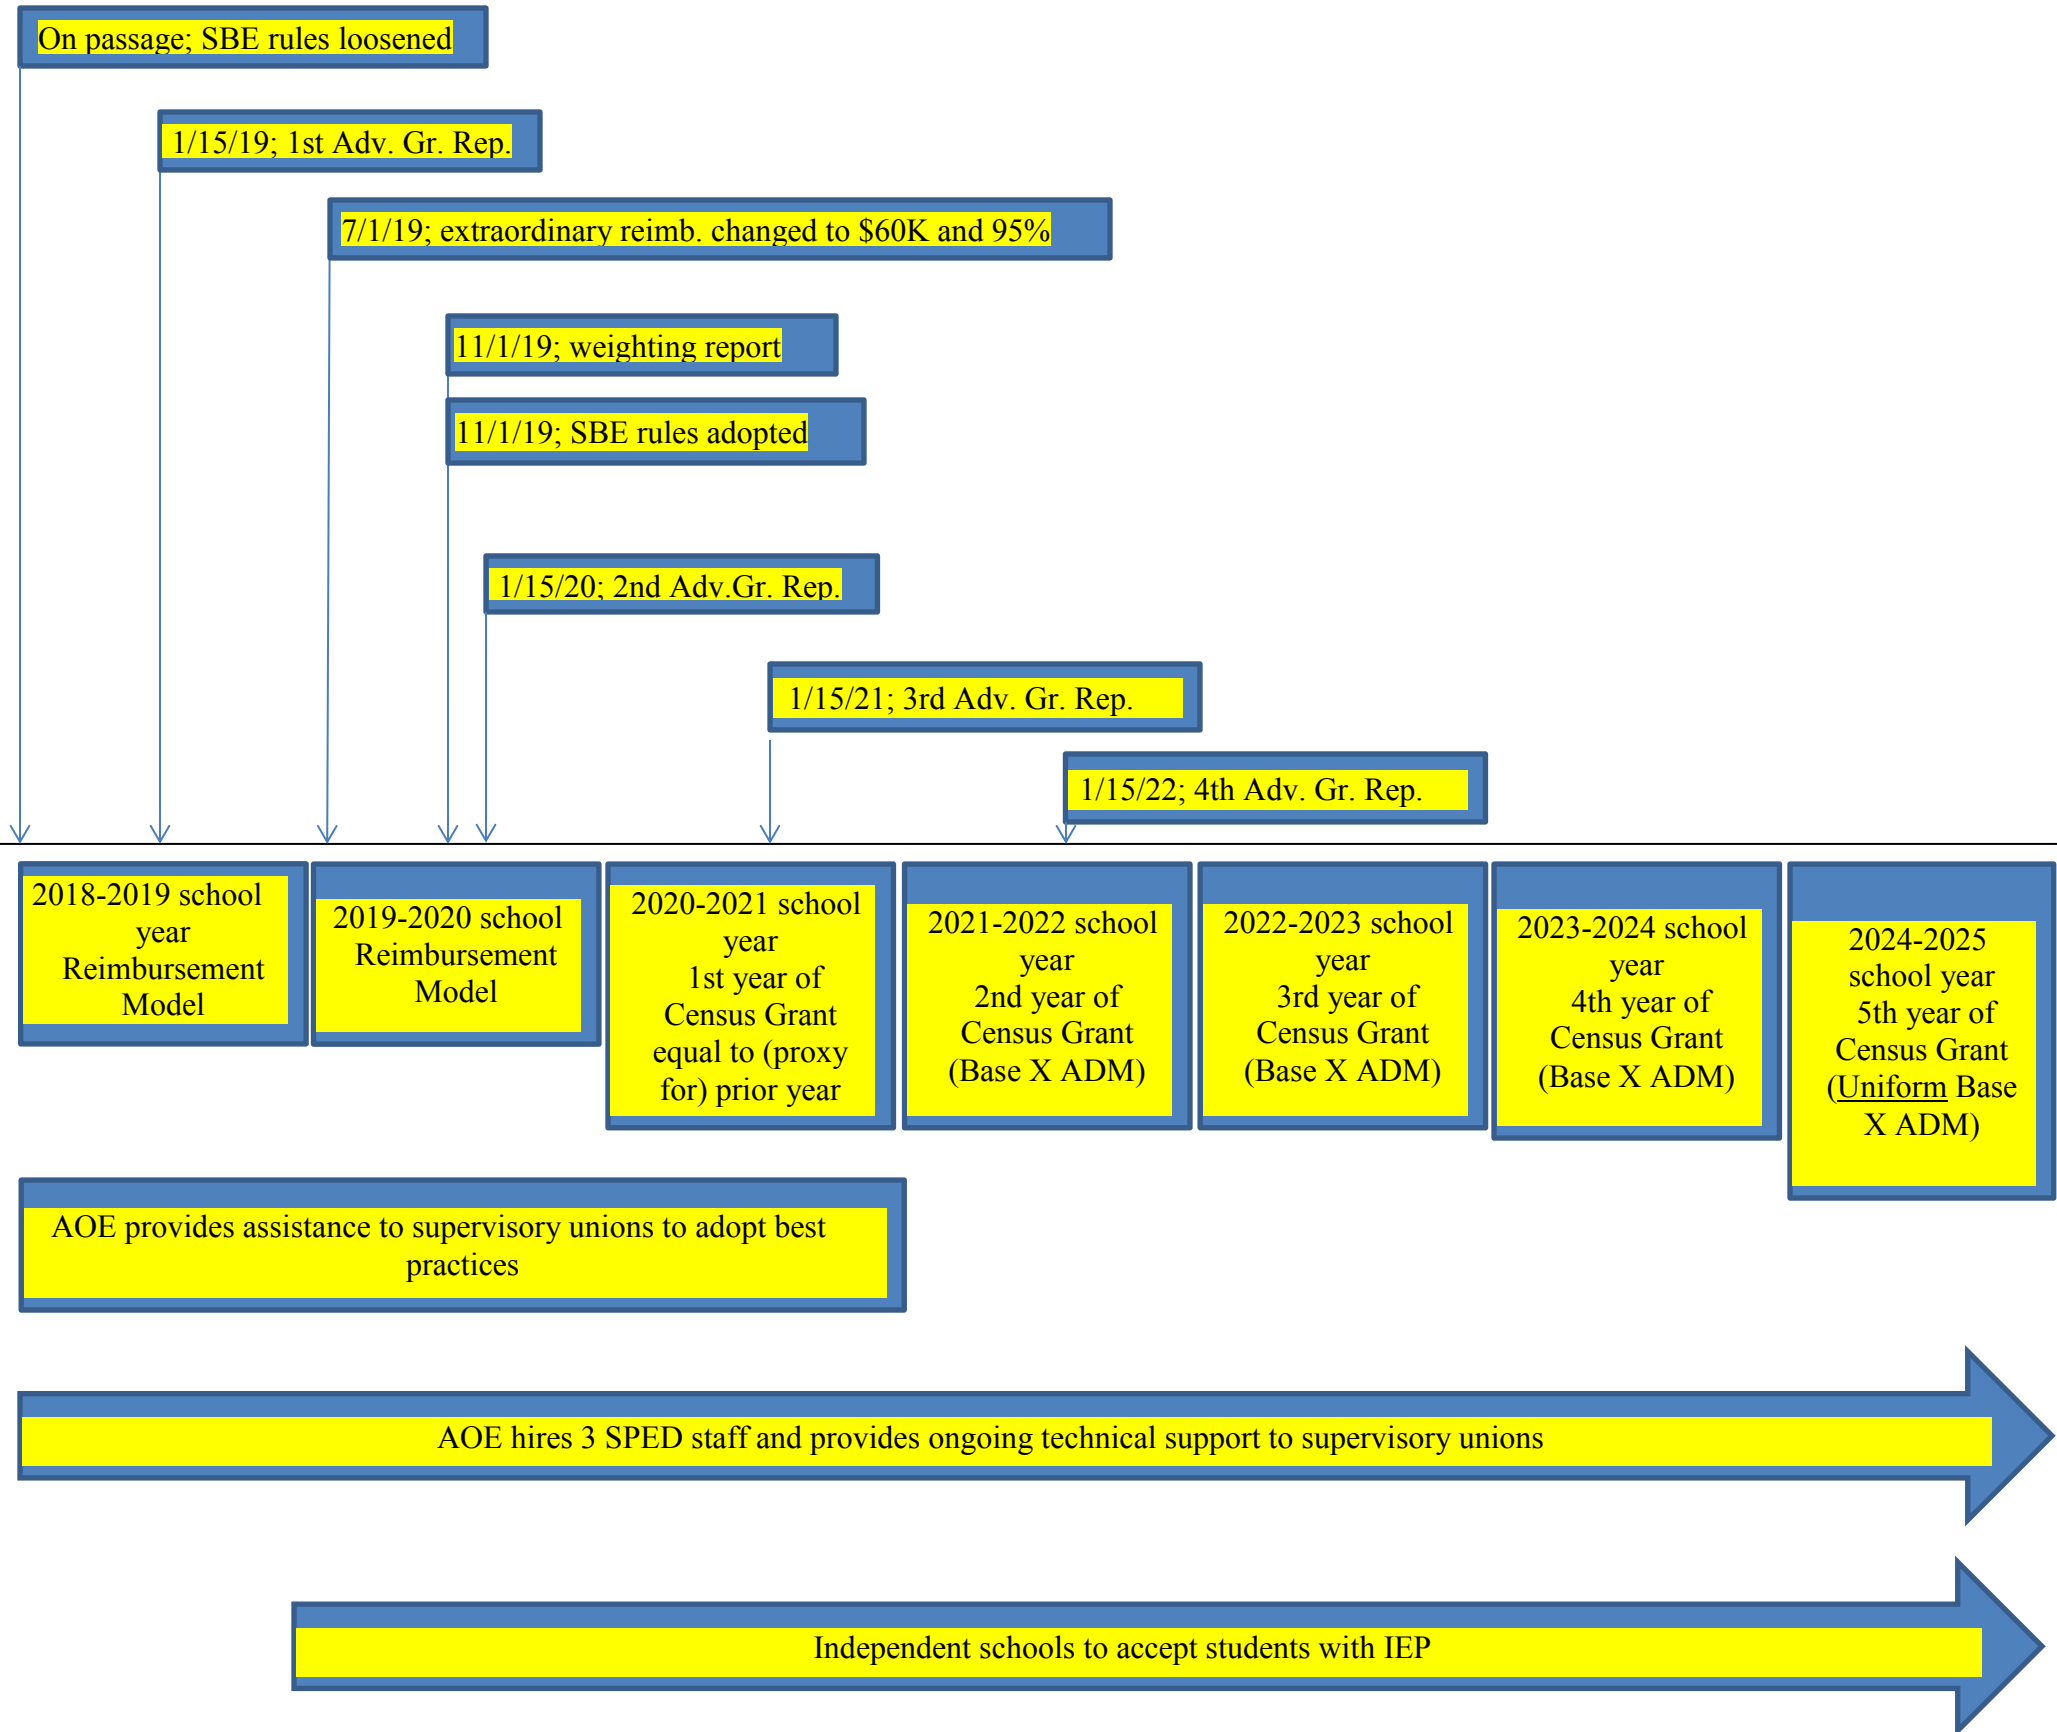 On passage; SBE rules loosened
1/15/19; 1st Adv. Gr. Rep.
7/1/19; extraordinary reimb. changed to $60K and 95%
11/1/19; weighting report
11/1/19; SBE rules adopted
1/15/20; 2nd Adv.Gr. Rep.
1/15/21; 3rd Adv. Gr. Rep.
1/15/22; 4th Adv. Gr. Rep.
2018-2019 school
year
Reimbursement
Model
2019-2020 school
Reimbursement
Model
2020-2021 school
year
1st year of
Census Grant
equal to (proxy
for) prior year
2021-2022 school
year
2nd year of
Census Grant
(Base X ADM)
2022-2023 school
year
3rd year of
Census Grant
(Base X ADM)
2023-2024 school
year
4th year of
Census Grant
(Base X ADM)
2024-2025
school year
5th year of
Census Grant
(Uniform Base
X ADM)
AOE provides assistance to supervisory unions to adopt best
practices
AOE hires 3 SPED staff and provides ongoing technical support to supervisory unions
Independent schools to accept students with IEP